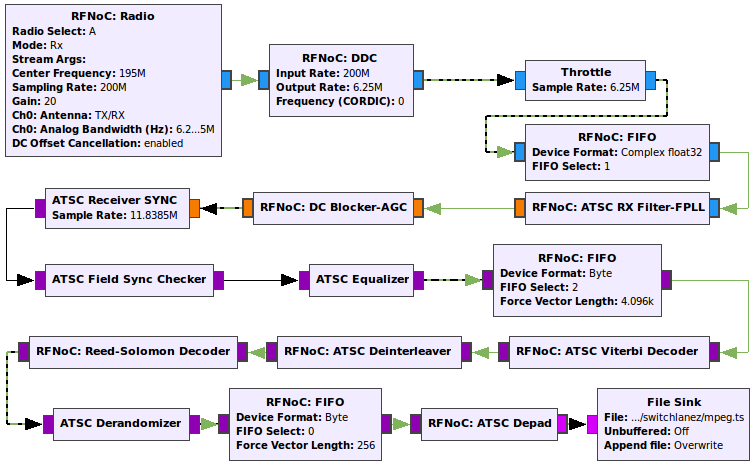 RFNoC: Radio
Radio Select: A
Mode: Rx
Stream Args:
Center Frequency: 195M
Sampling Rate: 200M
Gain: 20
Ch0: Antenna: TX/RX
Ch0: Analog Bandwidth (Hz): 6.2...5M
DC Offset Cancellation: enabled
RFNoC: DDC
Input Rate: 200M
Output Rate: 6.25M
Frequency (CORDIC): 0
Throttle
Sample Rate: 6.25M
RFNoC: FIFO
Device Format: Complex float32
FIFO Select: 1
ATSC Receiver SYNC
Sample Rate: 11.8385M
RFNoC: DC Blocker-AGC
RFNoC: ATSC RX Filter-FPLL
ATSC Field Sync Checker
ATSC Equalizer
RFNoC: FIFO
Device Format: Byte
FIFO Select: 2
Force Vector Length: 4.096k
RFNoC: Reed-Solomon Decoder
RFNoC: ATSC Deinterleaver
RFNoC: ATSC Viterbi Decoder
ATSC Derandomizer
RFNoC: FIFO
Device Format: Byte
FIFO Select: 0
Force Vector Length: 256
RFNoC: ATSC Depad
File Sink
File: .../switchlanez/mpeg.ts
Unbuffered: Off
Append file: Overwrite